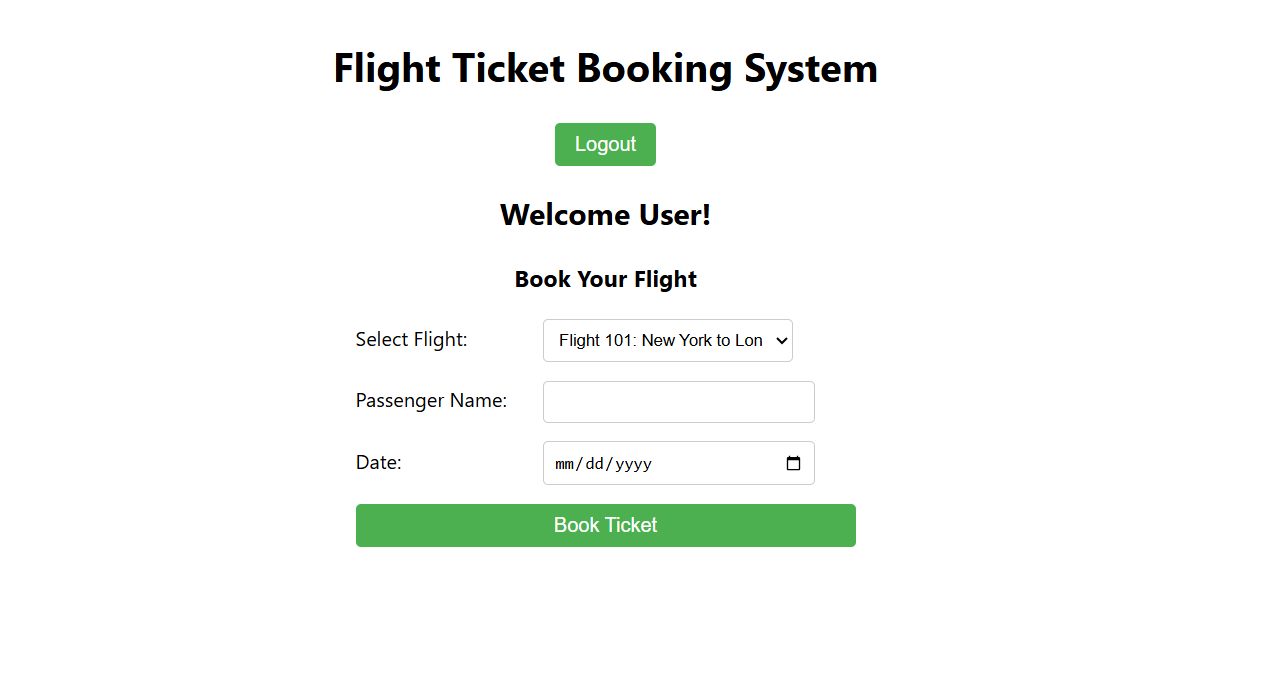 Flight Ticket Booking System
Logout
Welcome User!
Book Your Flight
Select Flight: Flight 101: New York to Lon
Passenger Name:
Date: mm/dd/yyyy
Book Ticket